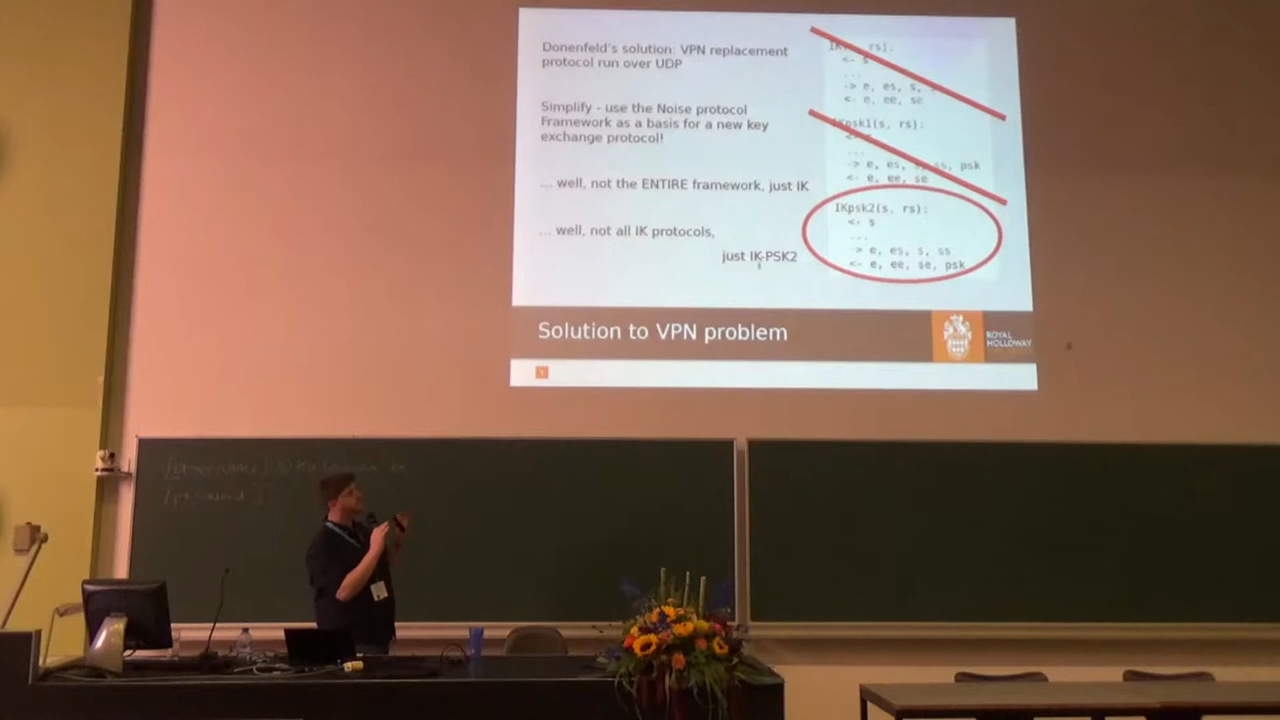 Donenfeld's solution: VPN replacement
protocol run over UDP
Simplify - use the Noise protocol
Framework as a basis for a new key
exchange protocol!
... well, not the ENTIRE framework, just IK
... well, not all IK protocols,
just IK-PSK2
rs):
<- s
...
-> e, es, s,
<- e, ee, se
IKpsk1(s, rs):
...
-> e, es, s, ss, psk
<- e, ee, se
IKpsk2(s, rs):
<- s
...
-> e, es, s, ss
<- e, ee, se, psk
Solution to VPN problem
ROYAL
HOLLOWAY